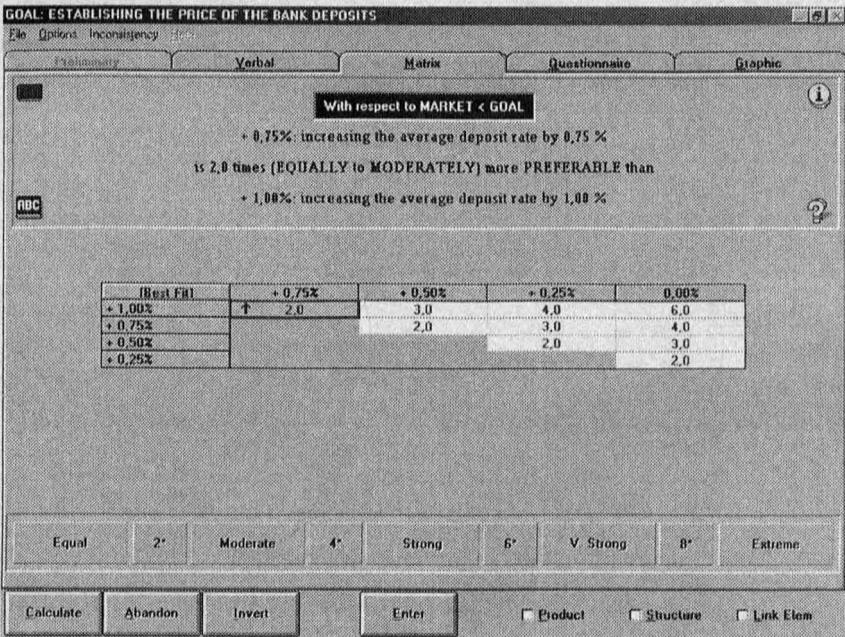 GOAL: ESTABLISHING THE PRICE OF THE BANK DEPOSITS
File Options Inconsistency Help
Preliminary Verbal Matrix Questionnaire Graphic
With respect to MARKET < GOAL
+ 0,75%: increasing the average deposit rate by 0,75 %
is 2,0 times (EQUALLY to MODERATELY) more PREFERABLE than
ABC + 1,00%: increasing the average deposit rate by 1,00 %
[Best Fit] + 0,75% + 0,50% + 0,25% 0,00%
+ 1,00% ↑ 2,0 3,0 4,0 6,0
+ 0,75% 2,0 3,0 4,0
+ 0,50% 2,0 3,0
+ 0,25% 2,0
Equal 2* Moderate 4* Strong 6* V. Strong 8* Extreme
Calculate Abandon Invert Enter Product Structure Link Elem